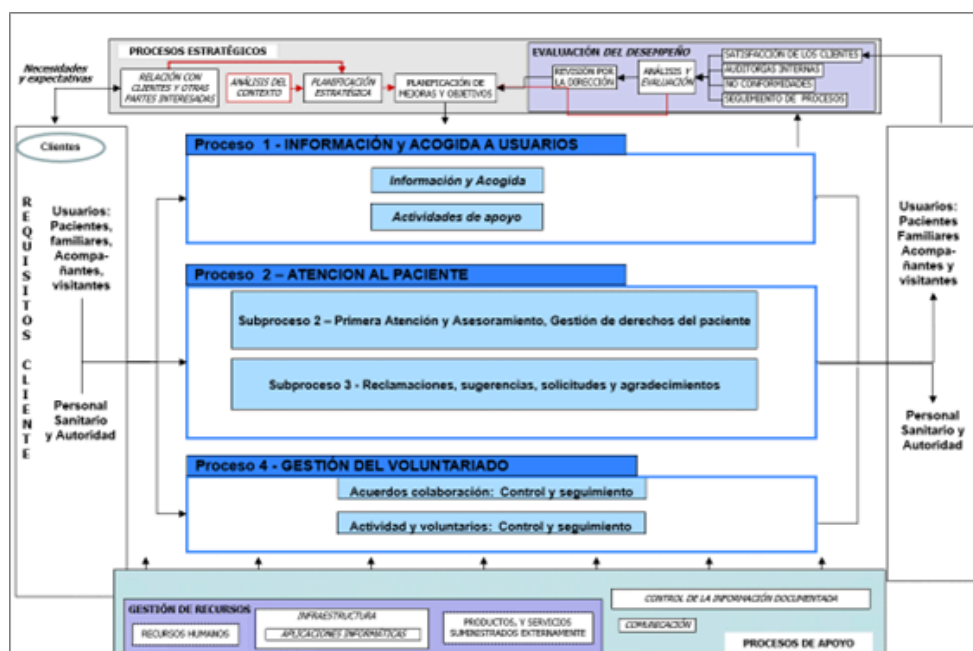 PROCESOS ESTRATÉGICOS
EVALUACIÓN DEL DESEMPEÑO
Necesidades
y expectativas
RELACIÓN CON
CLIENTES Y OTRAS
PARTES INTERESADAS
ANÁLISIS DEL
CONTEXTO
PLANIFICACIÓN
ESTRATÉGICA
PLANIFICACIÓN DE
MEJORAS Y OBJETIVOS
REVISIÓN POR
LA DIRECCIÓN
ANÁLISIS Y
EVALUACIÓN
SATISFACCIÓN DE LOS CLIENTES
AUDITORÍAS INTERNAS
NO CONFORMIDADES
SEGUIMIENTO DE PROCESOS
Clientes
REQUISITOS CLIENTE
Usuarios:
Pacientes,
familiares,
Acompa-
ñantes,
visitantes
Personal
Sanitario
y Autoridad
Proceso 1 - INFORMACIÓN y ACOGIDA A USUARIOS
Información y Acogida
Actividades de apoyo
Proceso 2 – ATENCION AL PACIENTE
Subproceso 2 – Primera Atención y Asesoramiento, Gestión de derechos del paciente
Subproceso 3 - Reclamaciones, sugerencias, solicitudes y agradecimientos
Proceso 4 - GESTIÓN DEL VOLUNTARIADO
Acuerdos colaboración: Control y seguimiento
Actividad y voluntarios: Control y seguimiento
Usuarios:
Pacientes
Familiares
Acompa-
ñantes y
visitantes
Personal
Sanitario y
Autoridad
GESTIÓN DE RECURSOS
RECURSOS HUMANOS
INFRAESTRUCTURA
APLICACIONES INFORMÁTICAS
PRODUCTOS, Y SERVICIOS
SUMINISTRADOS EXTERNAMENTE
CONTROL DE LA INFORMACIÓN DOCUMENTADA
COMUNICACIÓN
PROCESOS DE APOYO